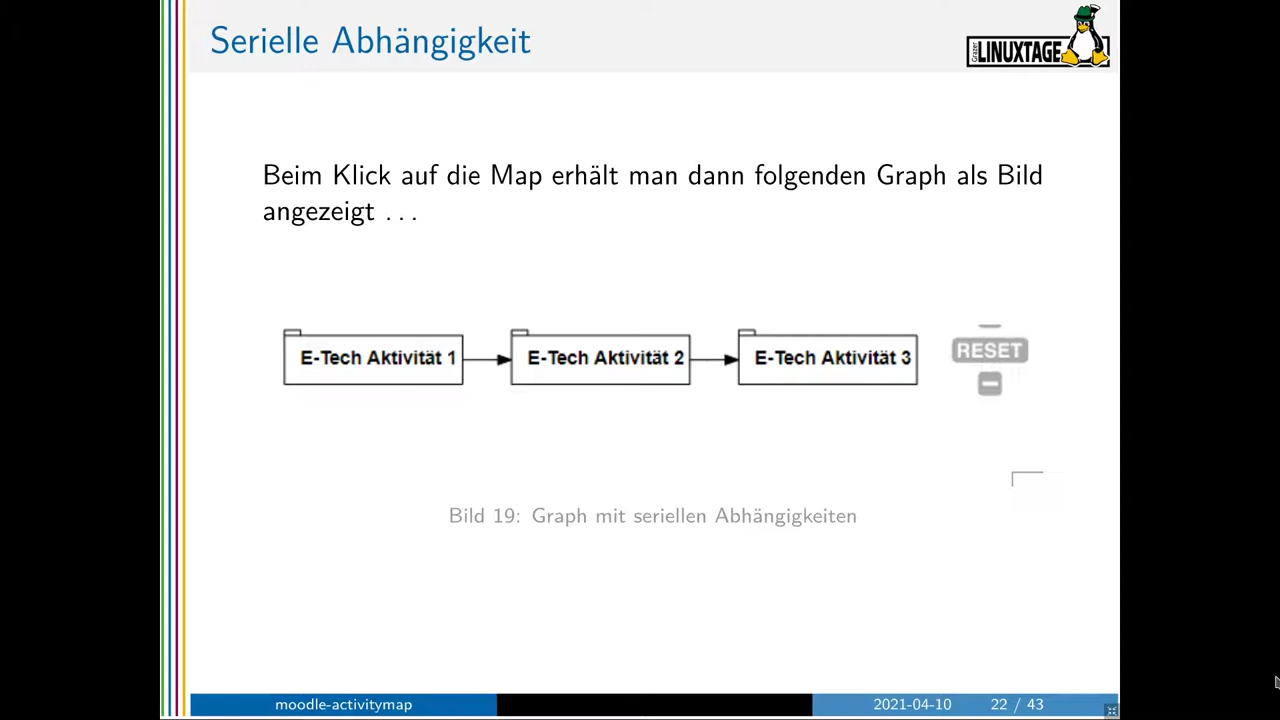 Serielle Abhängigkeit
Grazer
LINUXTAGE
Beim Klick auf die Map erhält man dann folgenden Graph als Bild
angezeigt . . .
E-Tech Aktivität 1
E-Tech Aktivität 2
E-Tech Aktivität 3
RESET
Bild 19: Graph mit seriellen Abhängigkeiten
moodle-activitymap
2021-04-10
22 / 43